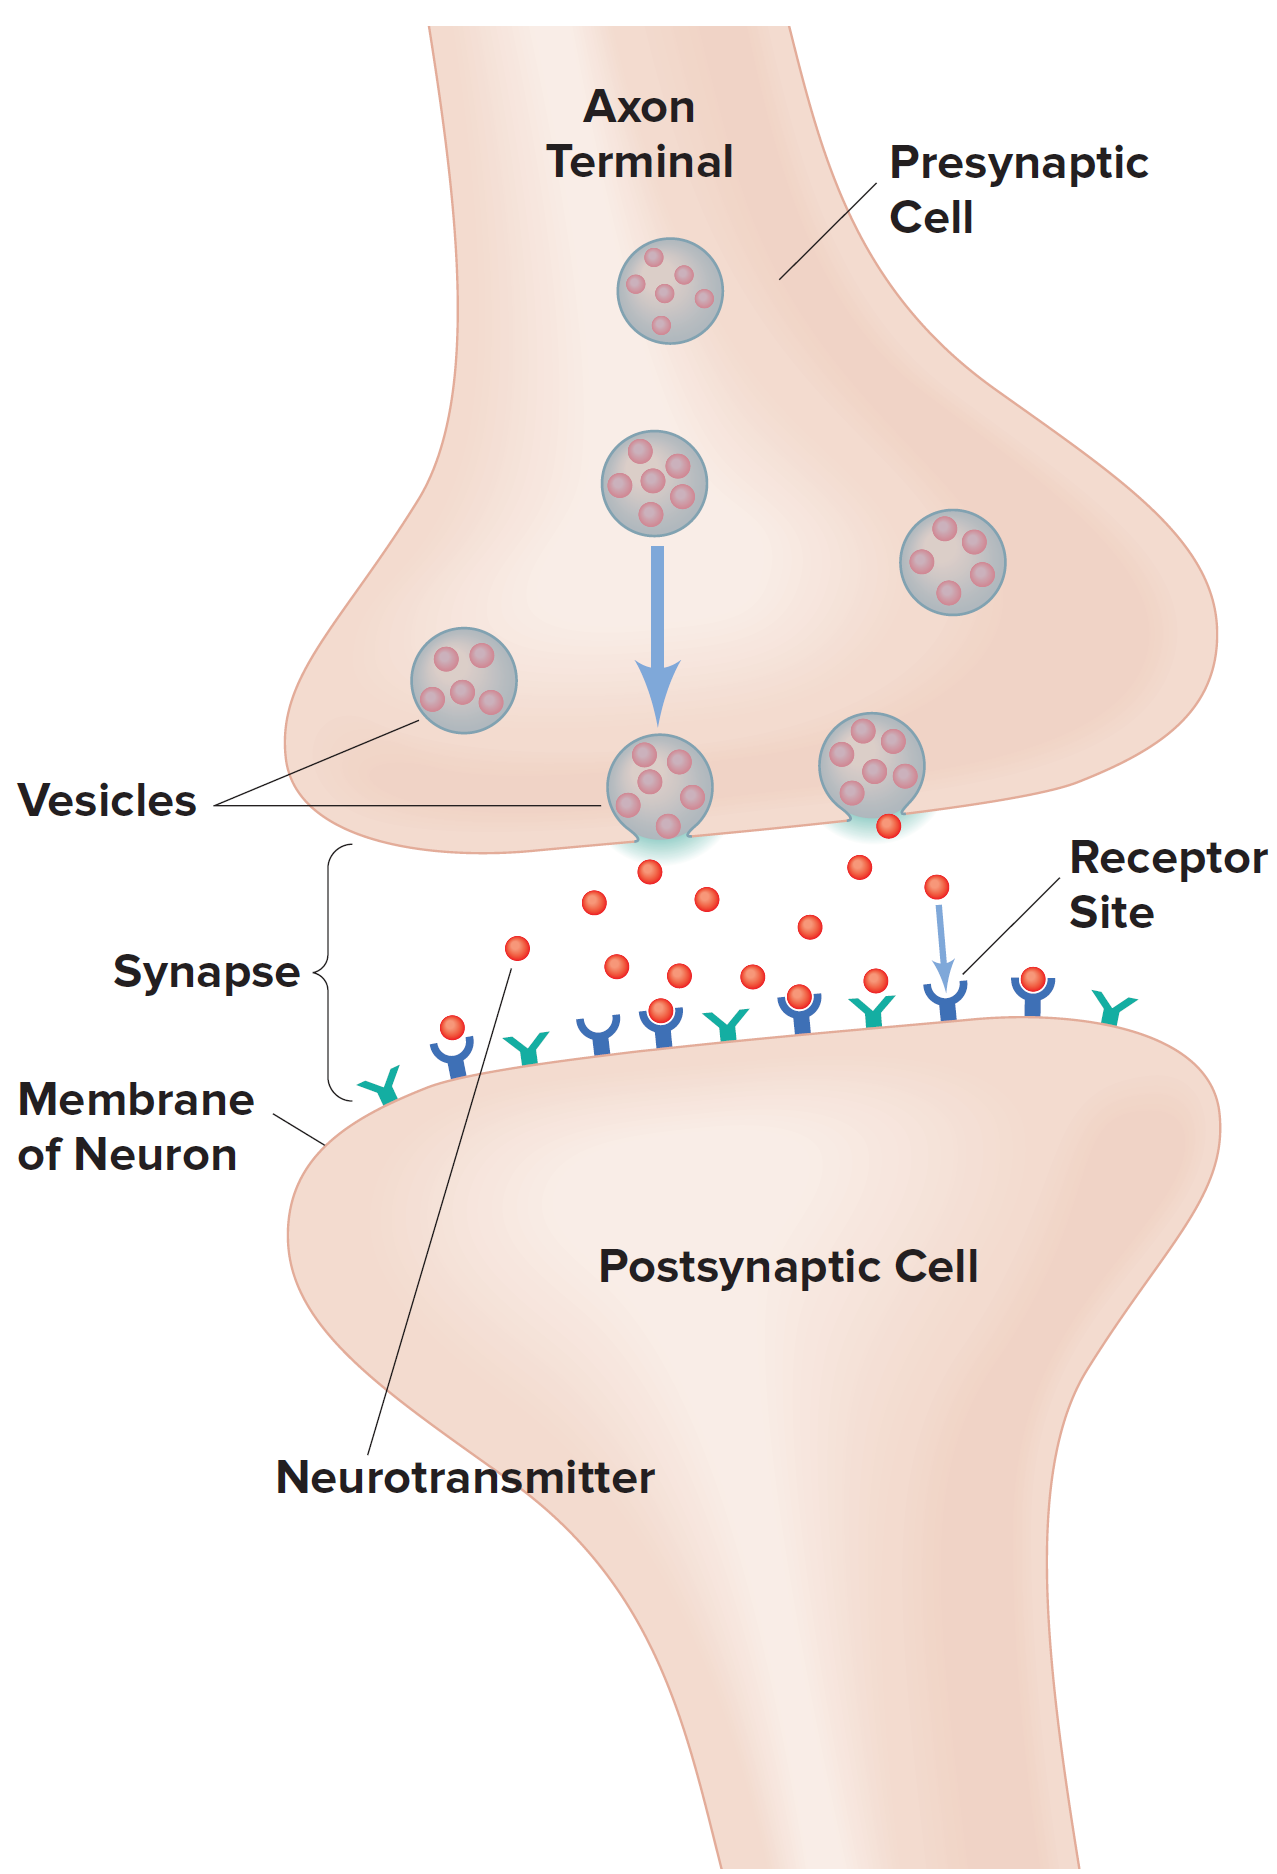 Axon
Terminal
Presynaptic
Cell
Vesicles
Receptor
Site
Synapse
Membrane
of Neuron
Postsynaptic Cell
Neurotransmitter